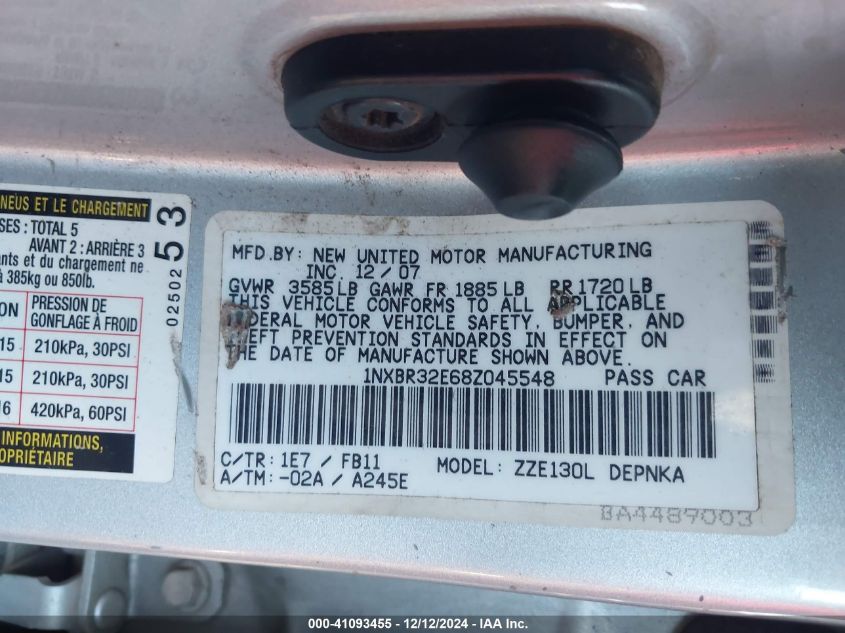 NEUS ET LE CHARGEMENT
SES : TOTAL 5
AVANT 2 : ARRIÈRE 3
ants et du chargement ne
à 385kg ou 850lb.
02502 53
ON PRESSION DE
GONFLAGE À FROID
15 210kPa, 30PSI
15 210kPa, 30PSI
16 420kPa, 60PSI
INFORMATIONS,
OPRIÉTAIRE
MFD.BY: NEW UNITED MOTOR MANUFACTURING
INC. 12/07
GVWR 3585LB GAWR FR 1885LB RR 1720LB
THIS VEHICLE CONFORMS TO ALL APPLICABLE
FEDERAL MOTOR VEHICLE SAFETY, BUMPER, AND
THEFT PREVENTION STANDARDS IN EFFECT ON
THE DATE OF MANUFACTURE SHOWN ABOVE.
1NXBR32E68Z045548 PASS CAR
C/TR: 1E7 / FB11 MODEL: ZZE130L DEPNKA
A/TM: -02A / A245E
BA4489003
000-41093455 - 12/12/2024 - IAA Inc.